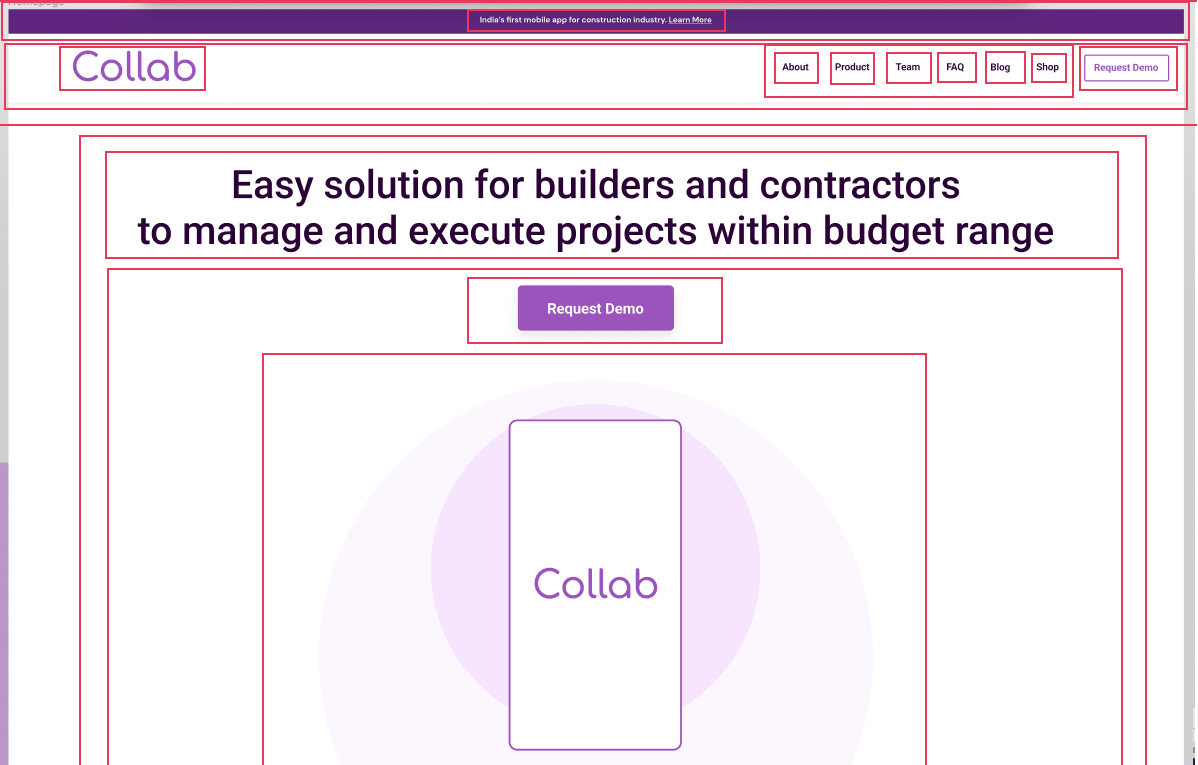 Homepage
India's first mobile app for construction industry. Learn More
Collab
About Product Team FAQ Blog Shop Request Demo
Easy solution for builders and contractors
to manage and execute projects within budget range
Request Demo
Collab